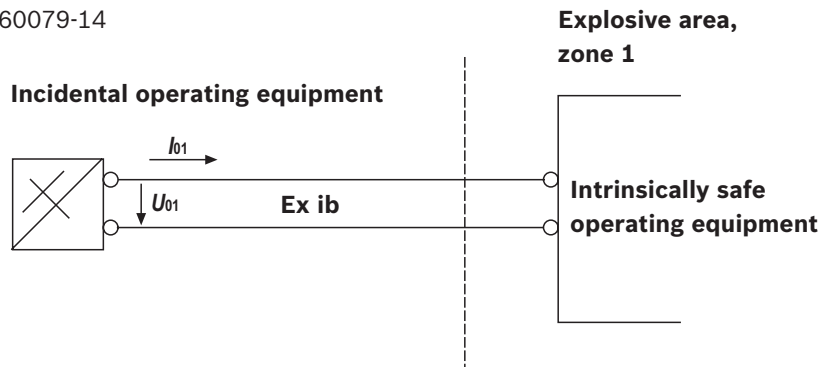 60079-14
Explosive area,
zone 1
Incidental operating equipment
I01
U01
Ex ib
Intrinsically safe
operating equipment